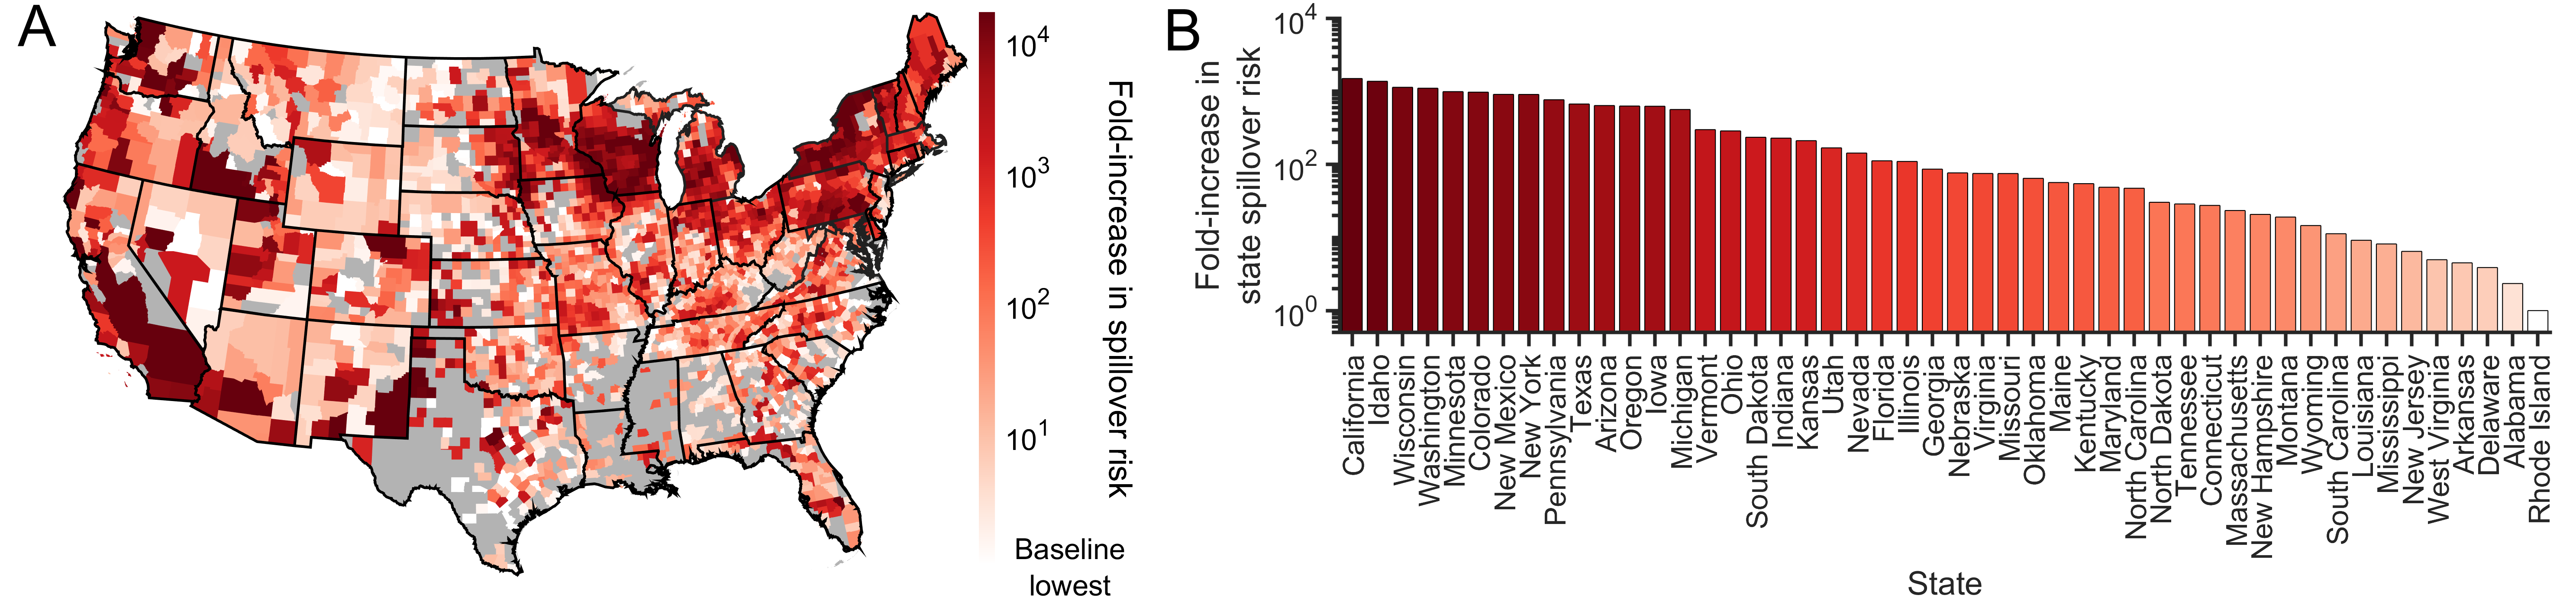 A
10^4
10^3
10^2
10^1
Baseline
lowest
Fold-increase in spillover risk
B
Fold-increase in
state spillover risk
10^4
10^2
10^0
California
Idaho
Wisconsin
Washington
Minnesota
Colorado
New Mexico
New York
Pennsylvania
Texas
Arizona
Oregon
Iowa
Michigan
Vermont
Ohio
South Dakota
Indiana
Kansas
Utah
Nevada
Florida
Illinois
Georgia
Nebraska
Virginia
Missouri
Oklahoma
Maine
Kentucky
Maryland
North Carolina
North Dakota
Tennessee
Connecticut
Massachusetts
New Hampshire
Montana
Wyoming
South Carolina
Louisiana
Mississippi
New Jersey
West Virginia
Arkansas
Delaware
Alabama
Rhode Island
State